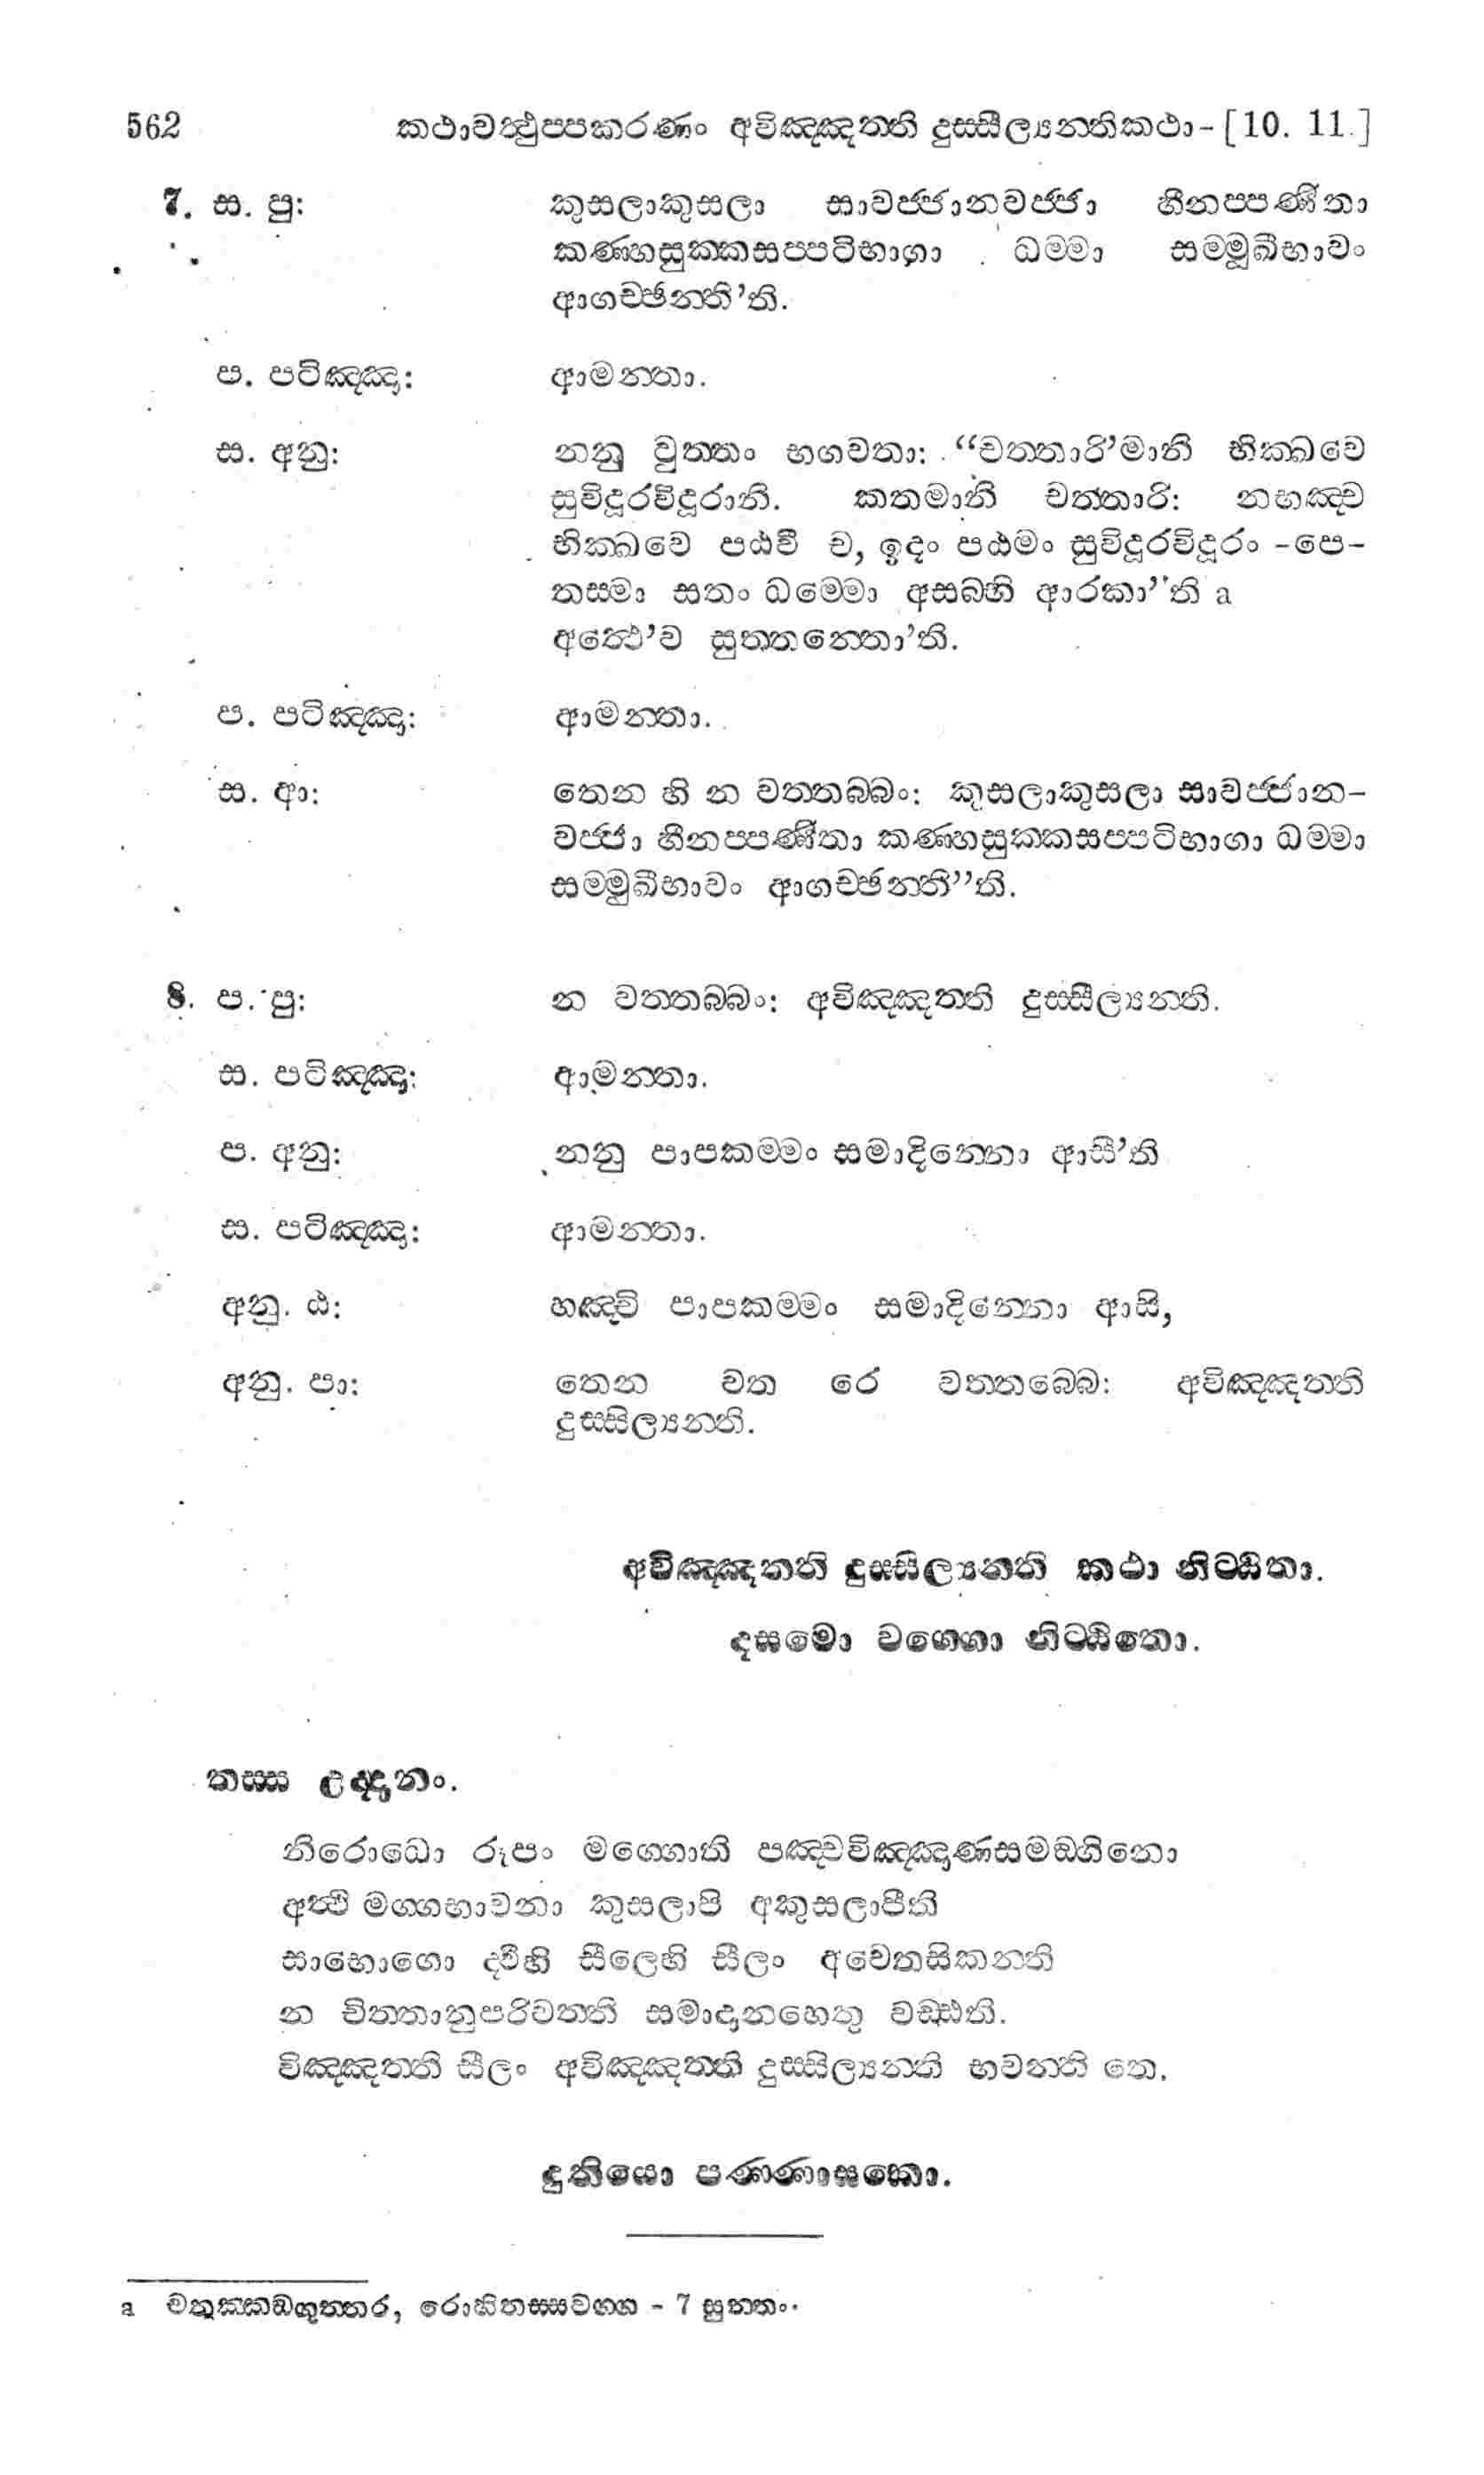 562 කථාවත්‍ථුප්පකරණං අවිඤ්ඤත්ති දුස්සීල්‍යන්තිකථා- [10. 11.]
7. ස. පු: කුසලාකුසලා සාවජ්ජානවජ්ජා හීනප්පණීතා
කණ්හසුක්කසප්පටිභාගා ධම්මා සම්මූඛීභාවං
ආගච්ඡන්ති’ති.
ප. පටිඤ්ඤා: ආමන්තා.
ස. අනු: නනු වුත්තං භගවතා: “චත්තාරි’මානි භික්ඛවෙ
සුවිදූරවිදූරානි. කතමානි චත්තාරි: නභඤ්ච
භික්ඛවෙ පඨවී ච, ඉදං පඨමං සුවිදූරවිදූරං -පෙ-
තස්මා සතං ධම්මො අසබ්භි ආරකා”ති a
අත්‍ථෙ’ව සුත්තන්තො’ති.
ප. පටිඤ්ඤා: ආමන්තා.
ස. ආ: තෙන හි න වත්තබ්බං: කුසලාකුසලා සාවජ්ජාන-
වජ්ජා හීනප්පණීතා කණ්හසුක්කසප්පටිභාගා ධම්මා
සම්මුඛීභාවං ආගච්ඡන්ති”ති.
8. ප. පු: න වත්තබ්බං: අවිඤ්ඤත්ති දුස්සීල්‍යන්ති.
ස. පටිඤ්ඤා: ආමන්තා.
ප. අනු: නනු පාපකම්මං සමාදින්නො ආසී’ති
ස. පටිඤ්ඤා: ආමන්තා.
අනු. ඨ: හඤ්චි පාපකම්මං සමාදින්නො ආසි,
අනු. පා: තෙන වත රෙ වත්තබ්බෙ: අවිඤ්ඤත්ති
දුස්සිල්‍යන්ති.
අවිඤ්ඤත්ති දුස්සිල්‍යන්ති කථා නිට්ඨිතා.
දසමො වග්ගො නිට්ඨිතො.
තස්ස උද්දානං.
නිරොධො රූපං මග්ගොති පඤ්චවිඤ්ඤාණසමඞ්ගිනො
අත්‍ථි මග්ගභාවනා කුසලාපි අකුසලාපීති
සාභොගො ද්වීහි සීලෙහි සීලං අචෙතසිකන්ති
න චිත්තානුපරිවත්ති සමාදානහෙතු වඩ්ඪති.
විඤ්ඤත්ති සීලං අවිඤ්ඤත්ති දුස්සිල්‍යන්ති භවන්ති තෙ.
දුතියො පණ්ණාසකො.
a චතුක්කඞ්ගුත්තර, රොහිතස්සවග්ග - 7 සුත්තං.